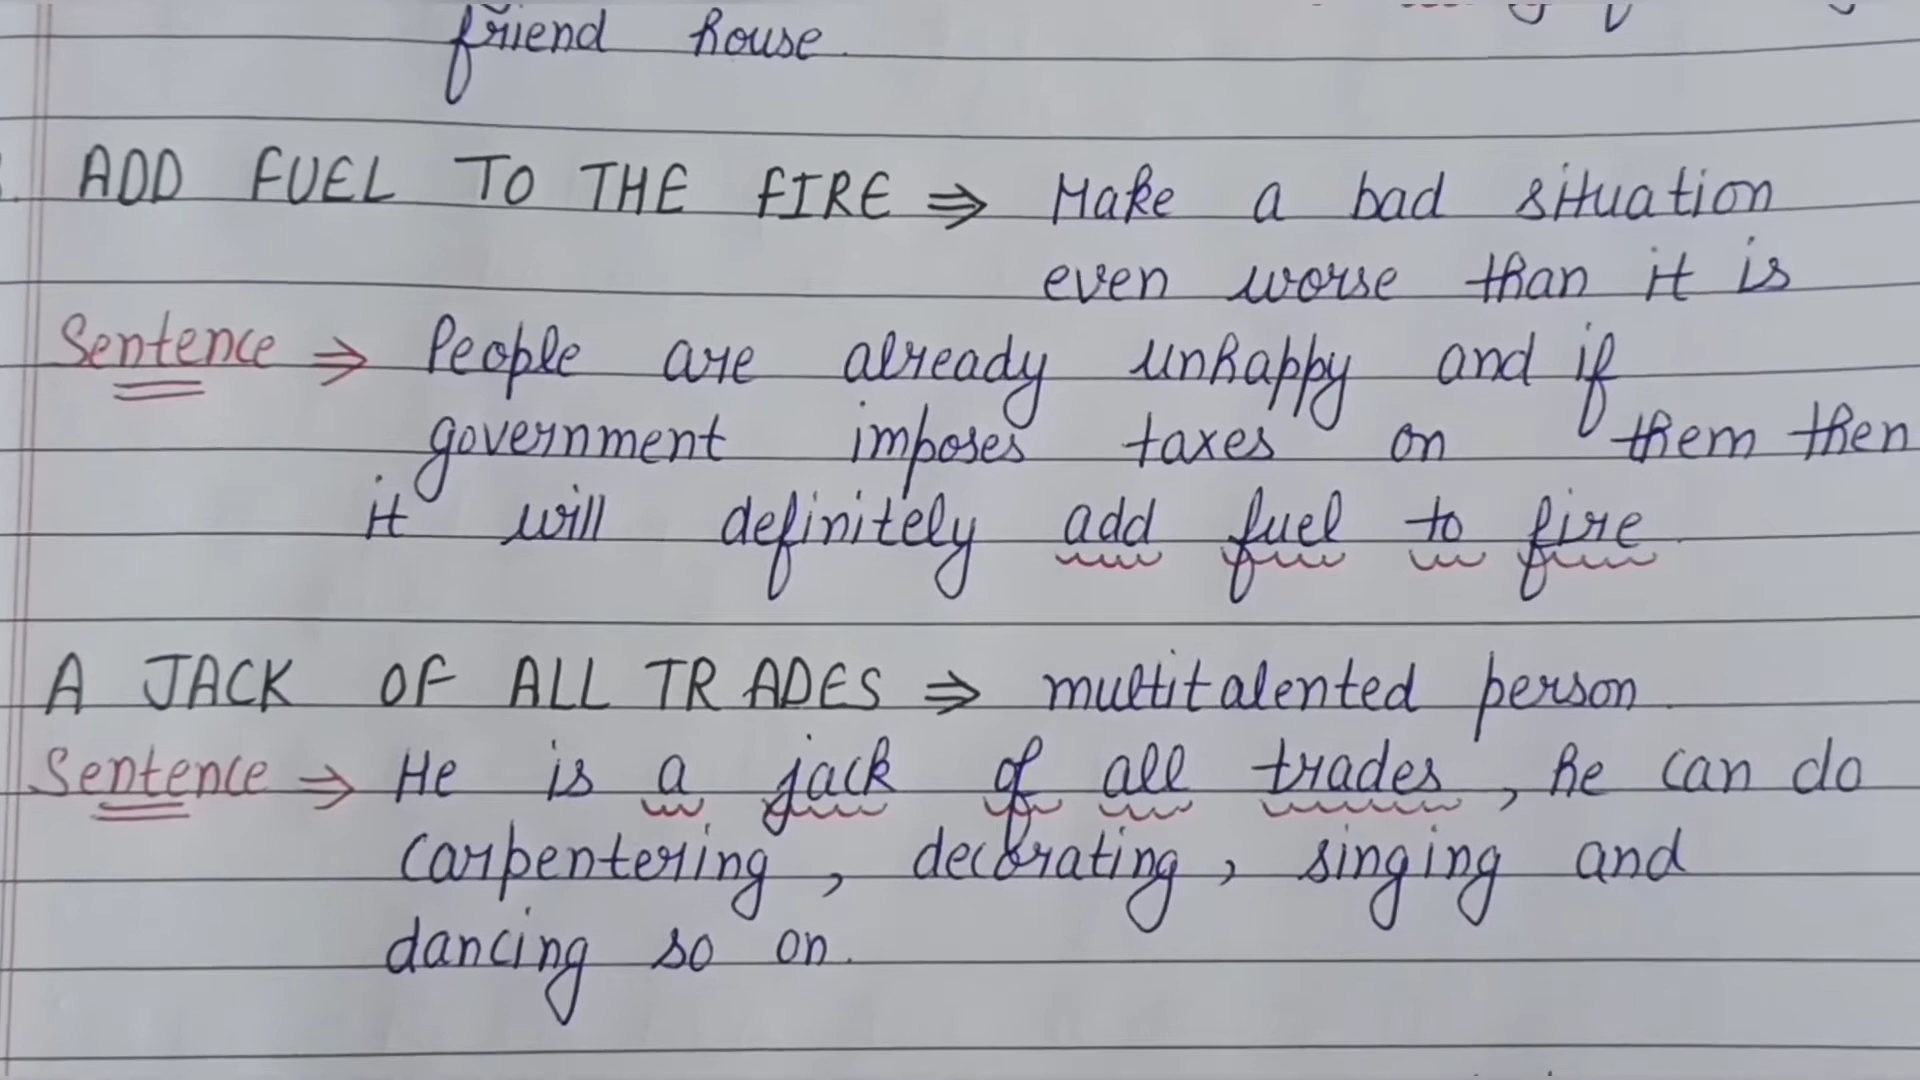 friend house.
ADD FUEL TO THE FIRE ⇒ Make a bad situation
even worse than it is
Sentence ⇒ People are already unhappy and if
government imposes taxes on them then
it will definitely add fuel to fire.
A JACK OF ALL TRADES ⇒ multitalented person.
Sentence ⇒ He is a jack of all trades, he can do
carpentering, decorating, singing and
dancing so on.